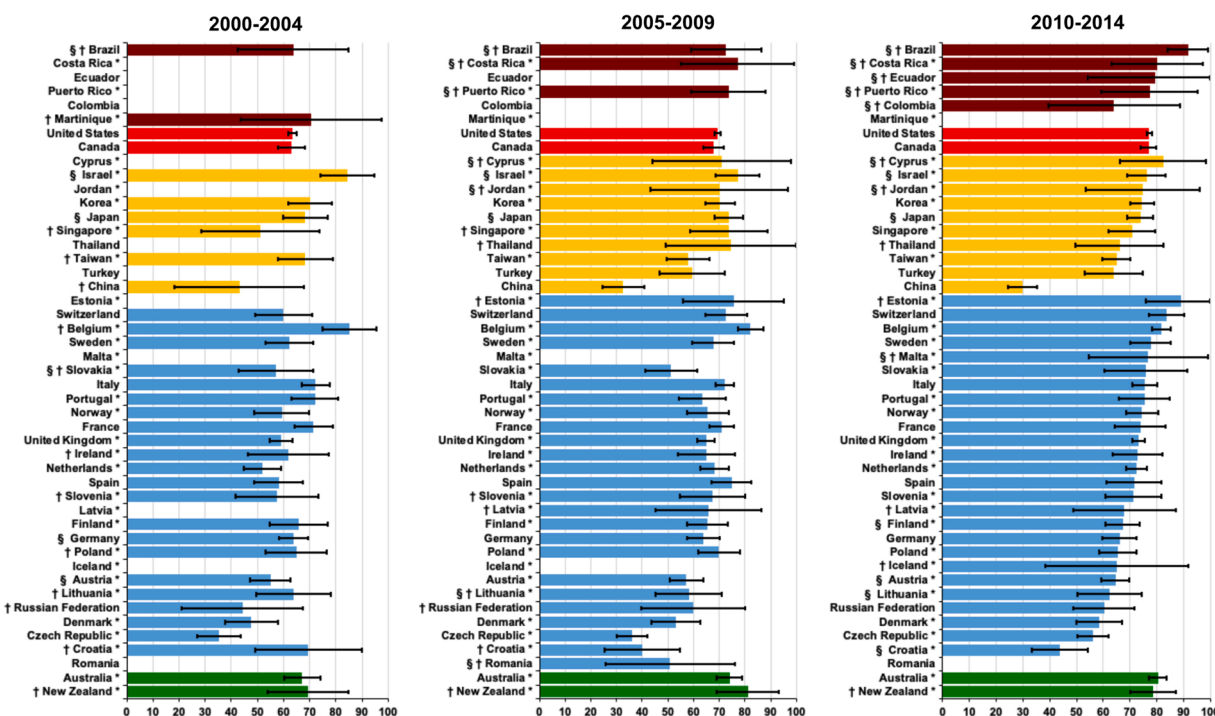 2000-2004
§ † Brazil
Costa Rica *
Ecuador
Puerto Rico *
Colombia
† Martinique *
United States
Canada
Cyprus *
§ Israel *
Jordan *
Korea *
§ Japan
† Singapore *
Thailand
† Taiwan *
Turkey
† China
Estonia *
Switzerland
† Belgium *
Sweden *
Malta *
§ † Slovakia *
Italy
Portugal *
Norway *
France
United Kingdom *
† Ireland *
Netherlands *
Spain
† Slovenia *
Latvia *
Finland *
§ Germany
† Poland *
Iceland *
§ Austria *
† Lithuania *
† Russian Federation
Denmark *
Czech Republic *
† Croatia *
Romania
Australia *
† New Zealand *
0 10 20 30 40 50 60 70 80 90 100
2005-2009
§ † Brazil
§ † Costa Rica *
Ecuador
§ † Puerto Rico *
Colombia
Martinique *
United States
Canada
§ † Cyprus *
§ Israel *
§ † Jordan *
Korea *
§ Japan
† Singapore *
† Thailand
Taiwan *
Turkey
China
† Estonia *
Switzerland
Belgium *
Sweden *
Malta *
Slovakia *
Italy
Portugal *
Norway *
France
United Kingdom *
Ireland *
Netherlands *
Spain
† Slovenia *
† Latvia *
Finland *
Germany
Poland *
Iceland *
Austria *
§ † Lithuania *
† Russian Federation
Denmark *
Czech Republic *
† Croatia *
§ † Romania
Australia *
† New Zealand *
0 10 20 30 40 50 60 70 80 90 100
2010-2014
§ † Brazil
§ † Costa Rica *
§ † Ecuador
§ † Puerto Rico *
§ † Colombia
Martinique *
United States
Canada
§ † Cyprus *
§ Israel *
§ † Jordan *
Korea *
§ Japan
Singapore *
† Thailand
Taiwan *
Turkey
China
† Estonia *
Switzerland
Belgium *
Sweden *
§ † Malta *
Slovakia *
Italy
Portugal *
Norway *
France
United Kingdom *
Ireland *
Netherlands *
Spain
Slovenia *
† Latvia *
§ Finland *
Germany
Poland *
† Iceland *
§ Austria *
§ Lithuania *
Russian Federation
Denmark *
Czech Republic *
§ Croatia *
Romania
Australia *
† New Zealand *
0 10 20 30 40 50 60 70 80 90 100